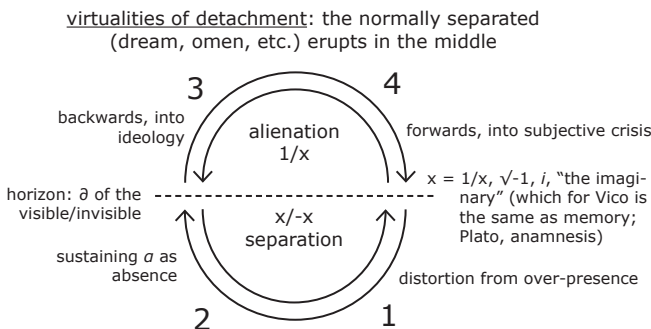 virtualities of detachment: the normally separated
(dream, omen, etc.) erupts in the middle
3
4
backwards, into
ideology
alienation
1/x
forwards, into subjective crisis
horizon: ∂ of the
visible/invisible
x = 1/x, √-1, i, “the imagi-
nary” (which for Vico is
the same as memory;
Plato, anamnesis)
x/-x
separation
sustaining a as
absence
distortion from over-presence
2
1